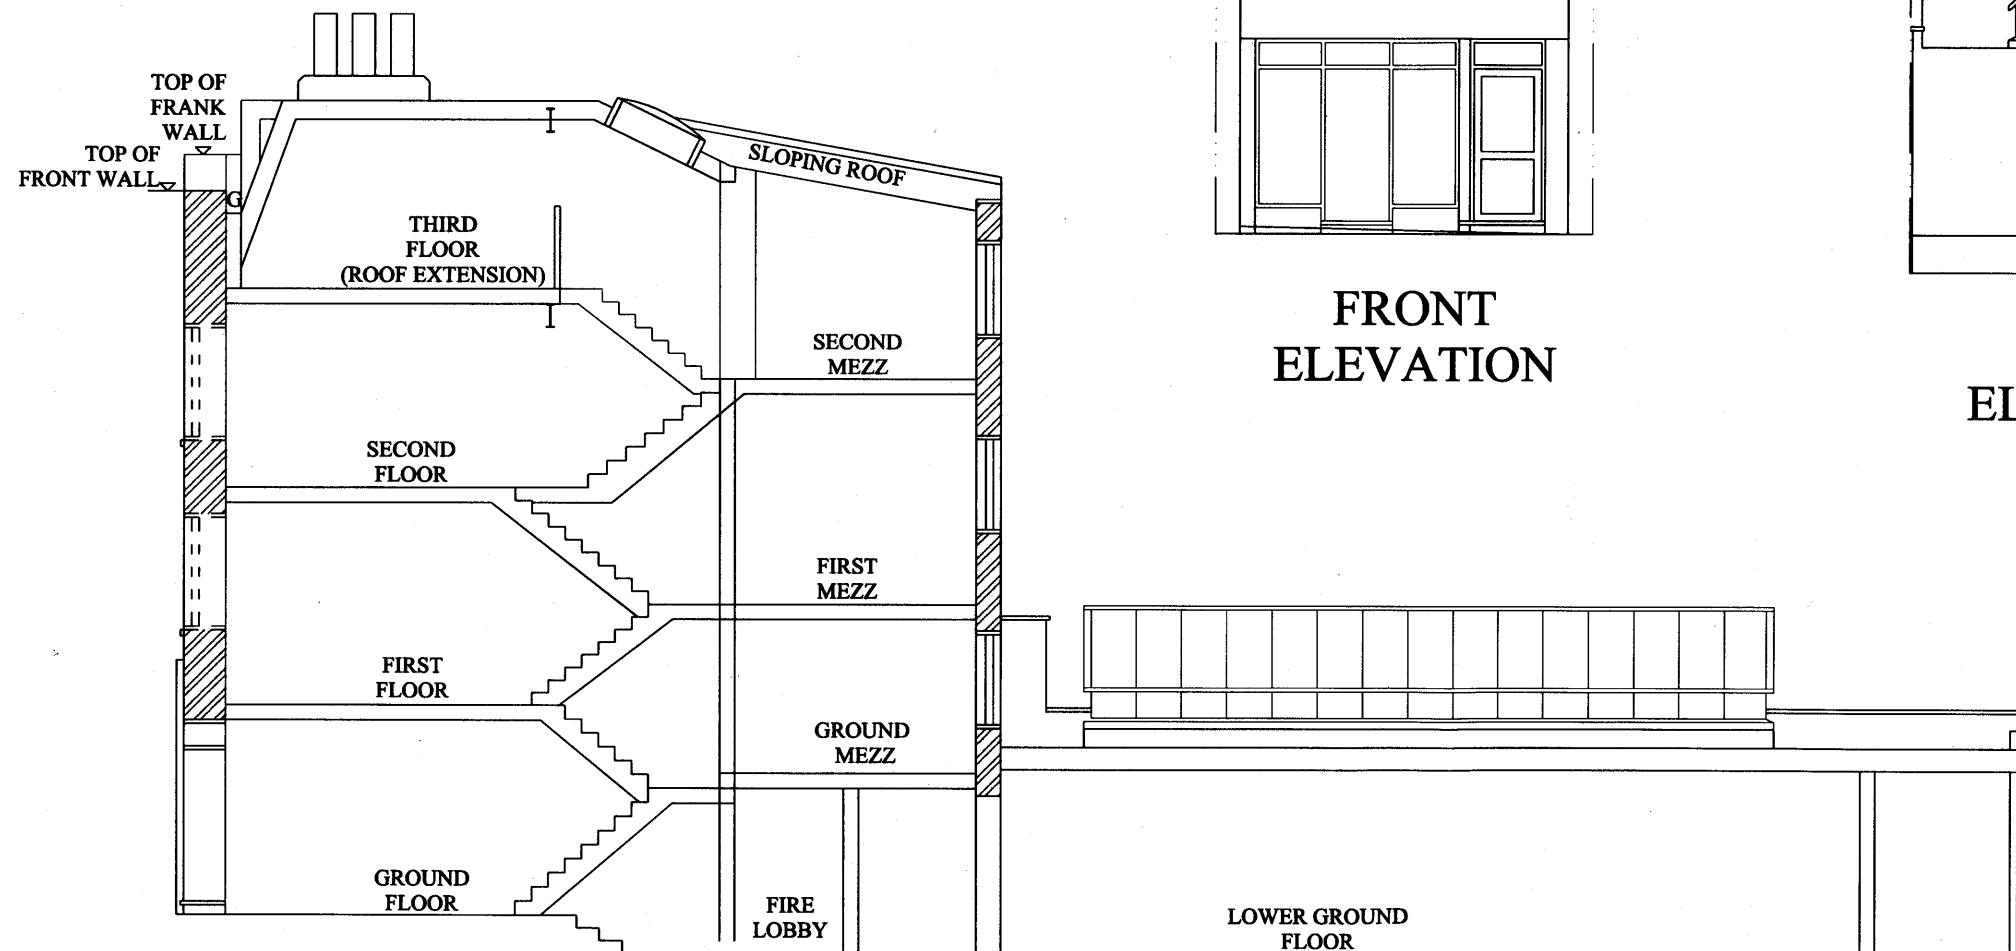 TOP OF
FRANK
WALL
TOP OF
FRONT WALL
G
SLOPING ROOF
THIRD
FLOOR
(ROOF EXTENSION)
SECOND
MEZZ
FRONT
ELEVATION
EL
SECOND
FLOOR
FIRST
MEZZ
FIRST
FLOOR
GROUND
MEZZ
GROUND
FLOOR
FIRE
LOBBY
LOWER GROUND
FLOOR